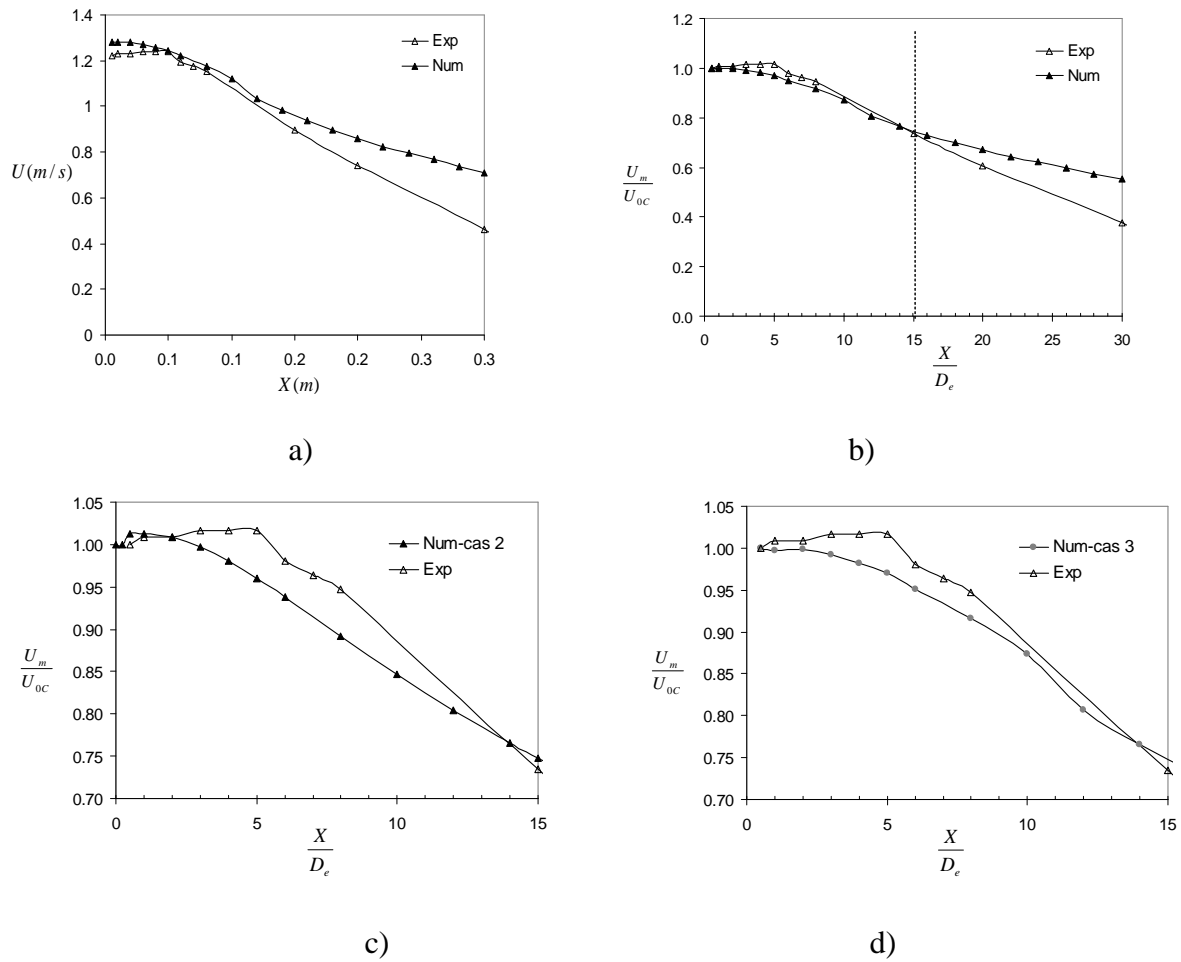 1.4
1.2
1
0.8
0.6
0.4
0.2
0
U(m/s)
Exp
Num
0.0 0.1 0.1 0.2 0.2 0.3 0.3
X(m)
a)
1.2
1.0
0.8
0.6
0.4
0.2
0.0
U_m
U_0C
Exp
Num
0 5 10 15 20 25 30
X
D_e
b)
1.05
1.00
0.95
0.90
0.85
0.80
0.75
0.70
U_m
U_0C
Num-cas 2
Exp
0 5 10 15
X
D_e
c)
1.05
1.00
0.95
0.90
0.85
0.80
0.75
0.70
U_m
U_0C
Num-cas 3
Exp
0 5 10 15
X
D_e
d)